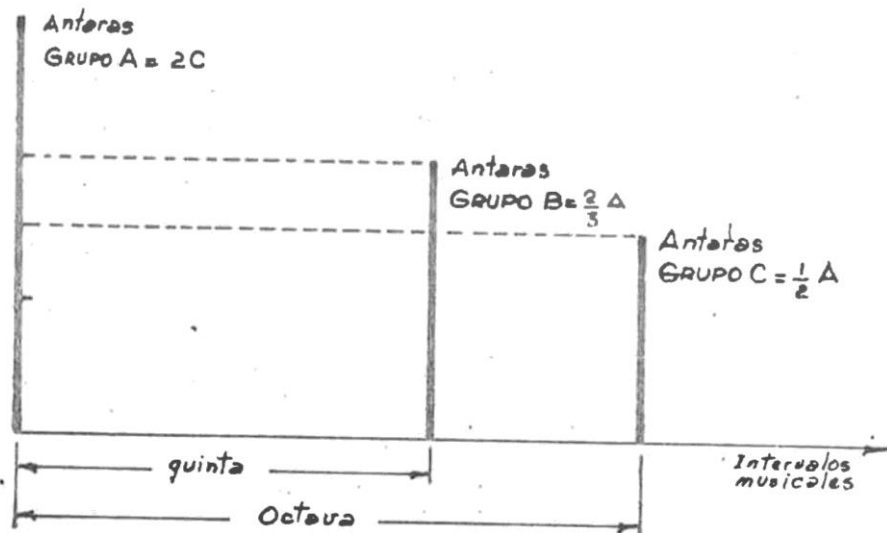 Antaras
GRUPO A = 2C
Antaras
GRUPO B = 2/3 A
Antaras
GRUPO C = 1/2 A
Intervalos
musicales
quinta
Octava